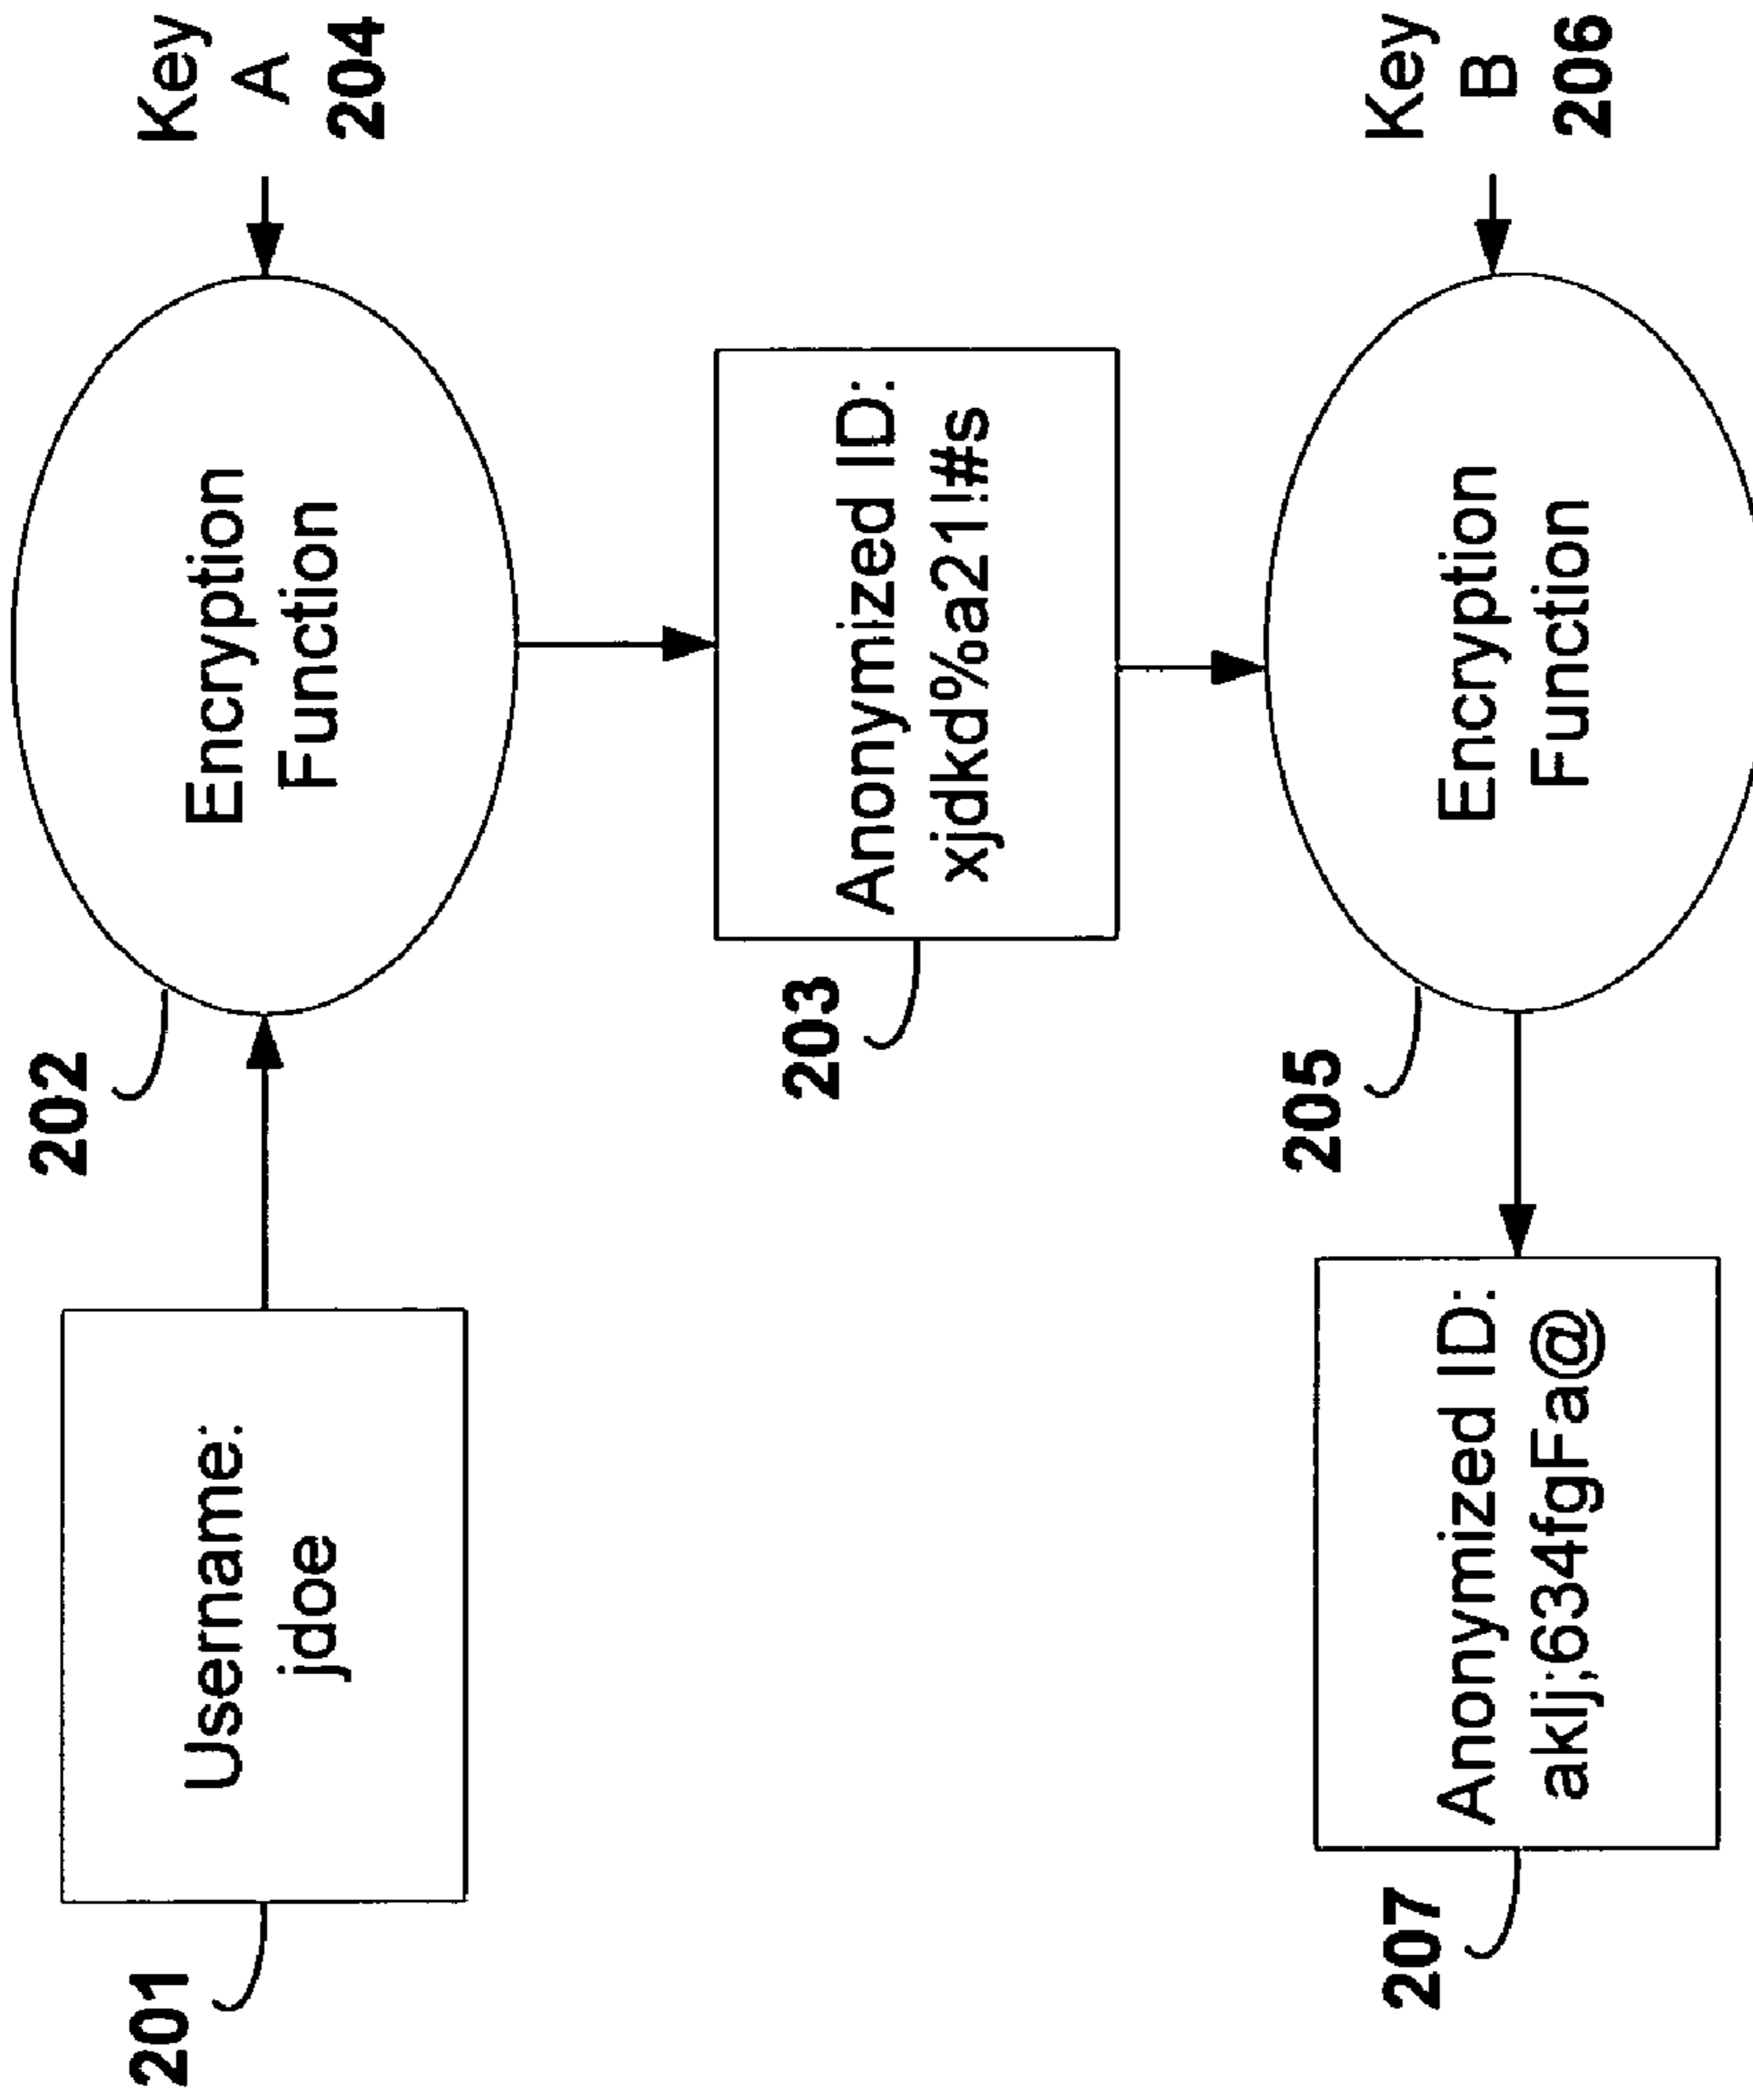 201
Username:
jdoe
202
Encryption
Function
Key
A
204
203
Anonymized ID:
xjdkd%a21!#s
205
Encryption
Function
Key
B
206
207
Anonymized ID:
aklj;634fgFa@